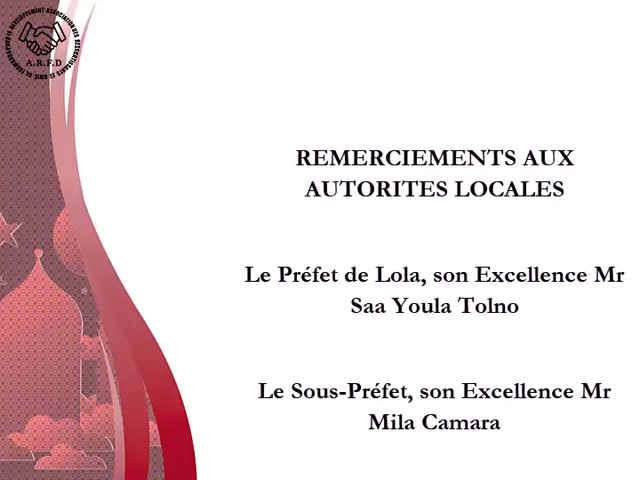 A.R.F.D
REMERCIEMENTS AUX
AUTORITES LOCALES
Le Préfet de Lola, son Excellence Mr
Saa Youla Tolno
Le Sous-Préfet, son Excellence Mr
Mila Camara